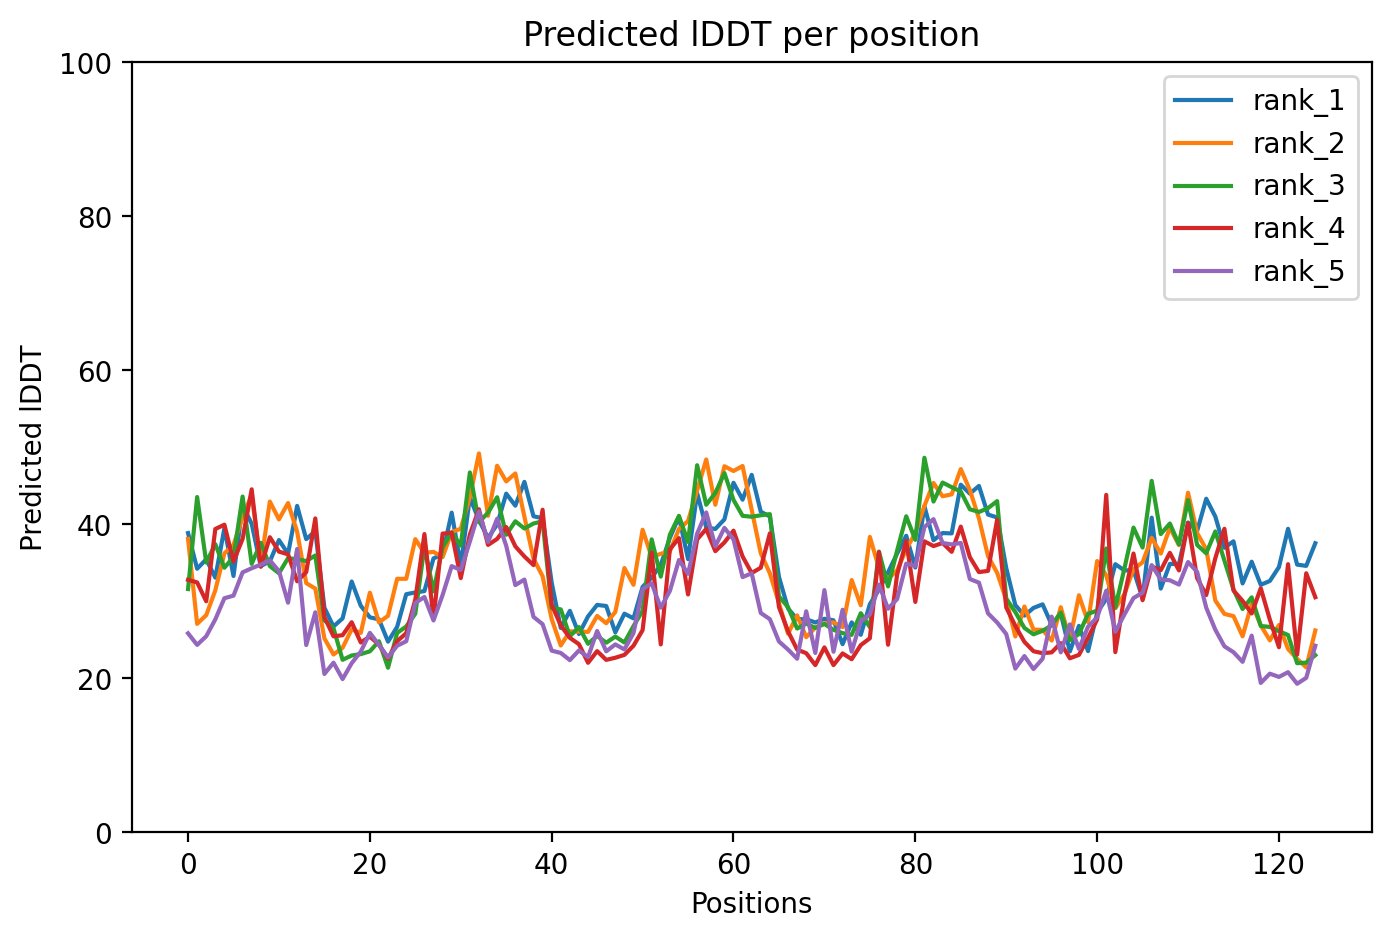 Predicted lDDT per position
100
80
60
40
20
0
Predicted lDDT
rank_1
rank_2
rank_3
rank_4
rank_5
0 20 40 60 80 100 120
Positions